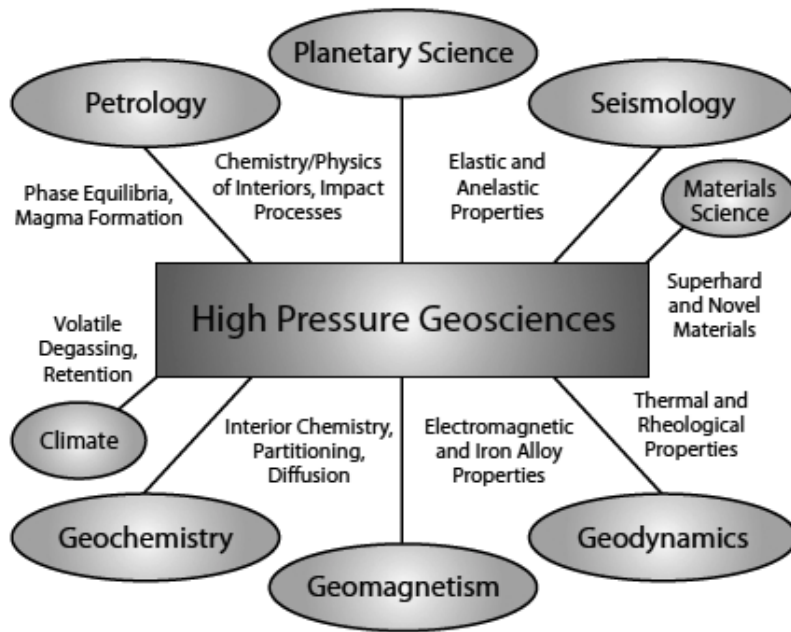 Planetary Science
Petrology
Seismology
Chemistry/Physics
of Interiors, Impact
Processes
Elastic and
Anelastic
Properties
Phase Equilibria,
Magma Formation
Materials
Science
High Pressure Geosciences
Superhard
and Novel
Materials
Volatile
Degassing,
Retention
Climate
Interior Chemistry,
Partitioning,
Diffusion
Electromagnetic
and Iron Alloy
Properties
Thermal and
Rheological
Properties
Geochemistry
Geomagnetism
Geodynamics